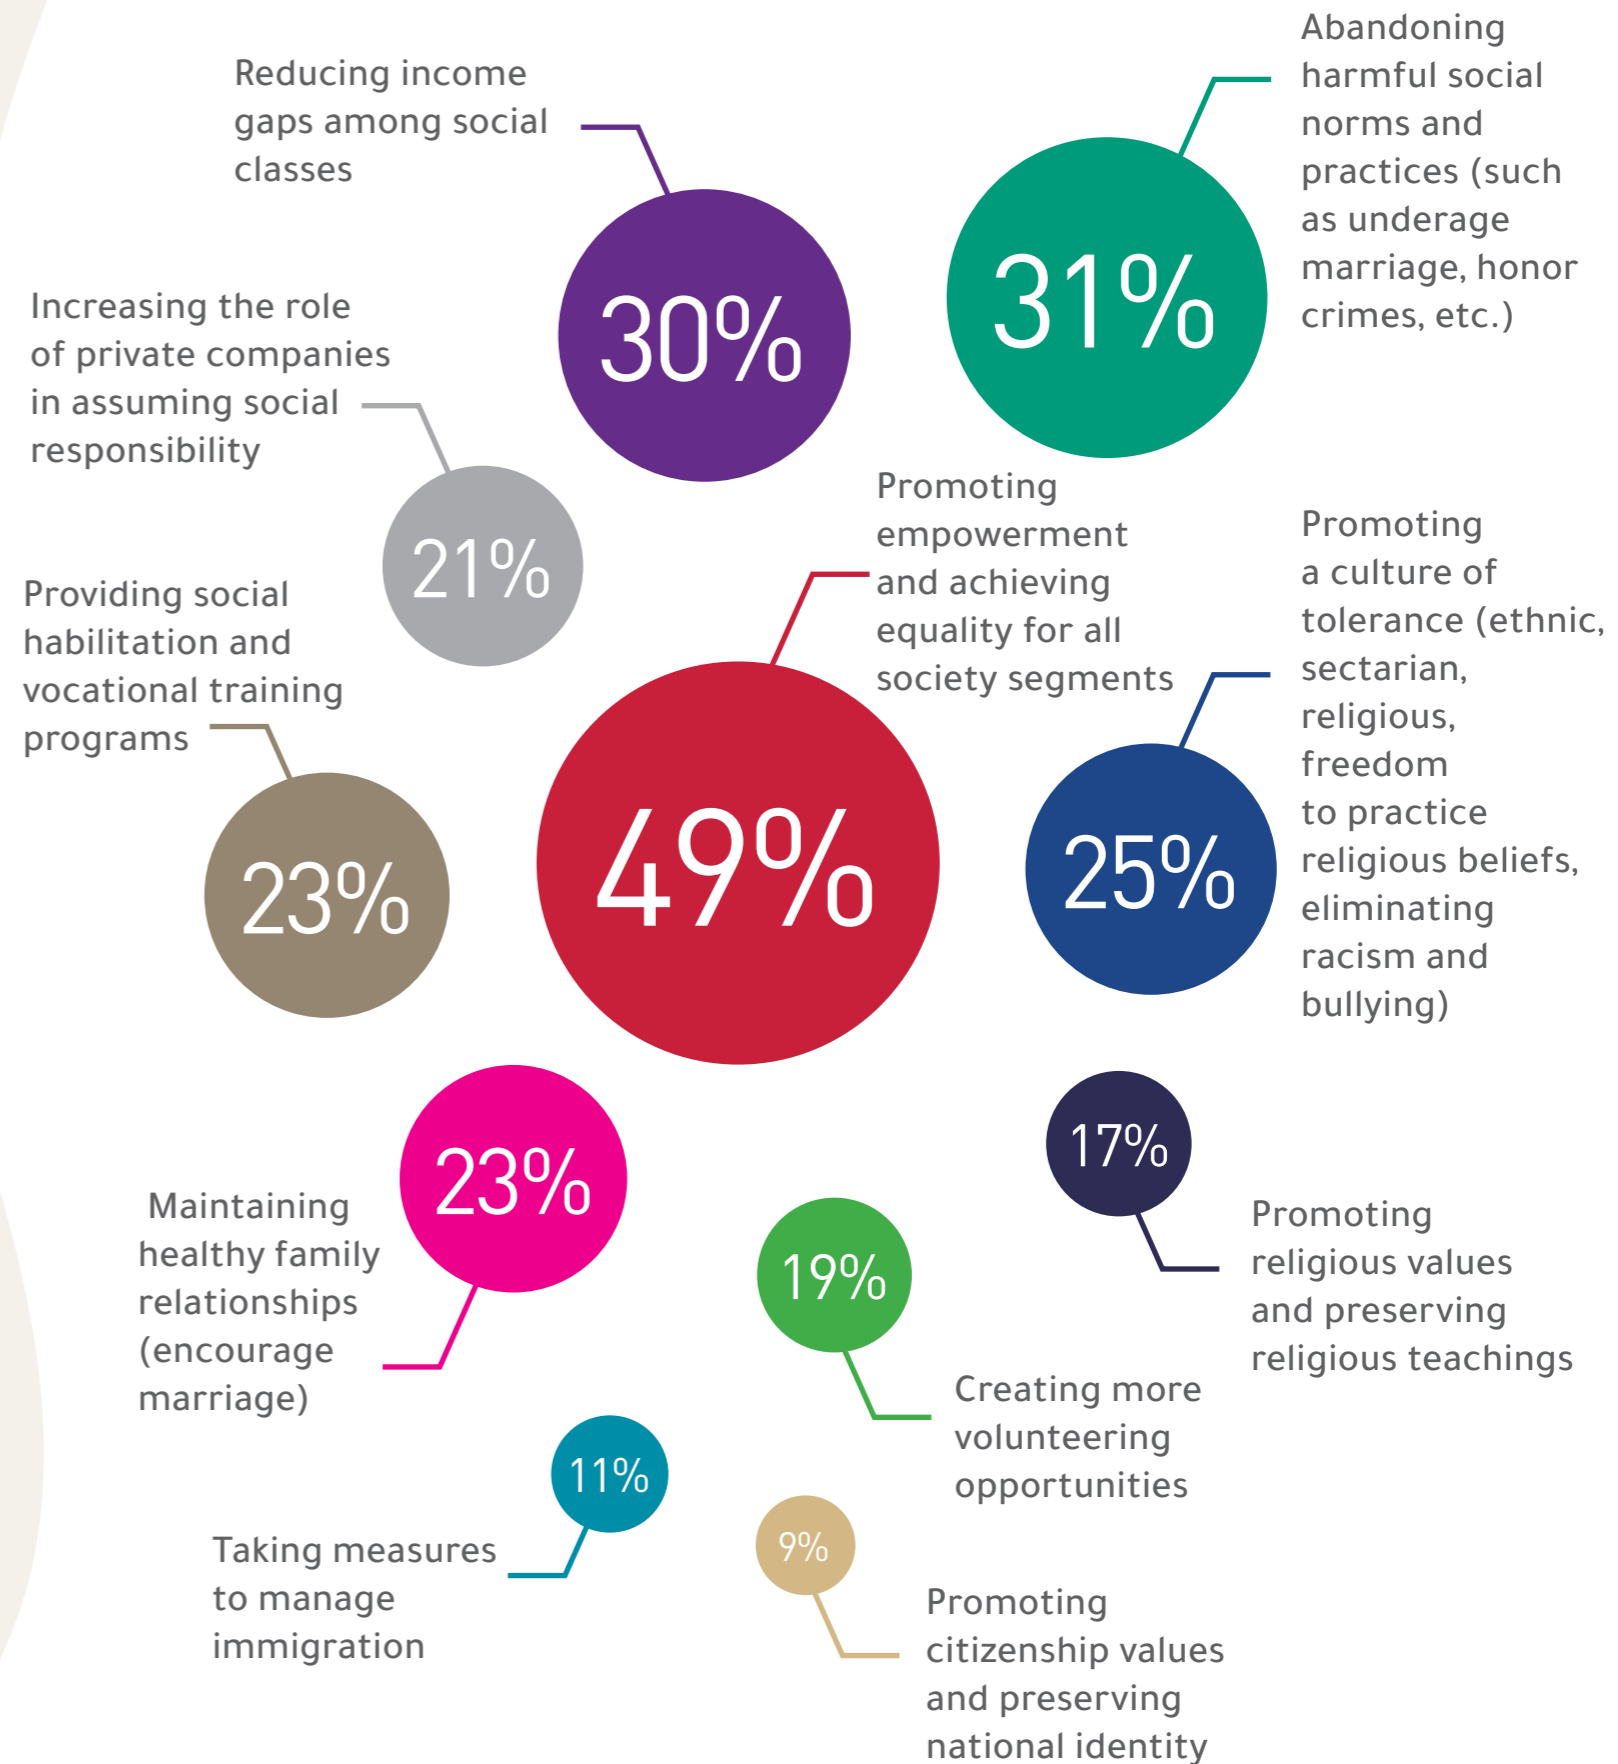 Reducing income
gaps among social
classes
30%
Abandoning
harmful social
norms and
practices (such
as underage
marriage, honor
crimes, etc.)
31%
Increasing the role
of private companies
in assuming social
responsibility
21%
Promoting
empowerment
and achieving
equality for all
society segments
49%
Promoting
a culture of
tolerance (ethnic,
sectarian,
religious,
freedom
to practice
religious beliefs,
eliminating
racism and
bullying)
25%
Providing social
habilitation and
vocational training
programs
23%
23%
Maintaining
healthy family
relationships
(encourage
marriage)
17%
Promoting
religious values
and preserving
religious teachings
19%
Creating more
volunteering
opportunities
11%
Taking measures
to manage
immigration
9%
Promoting
citizenship values
and preserving
national identity